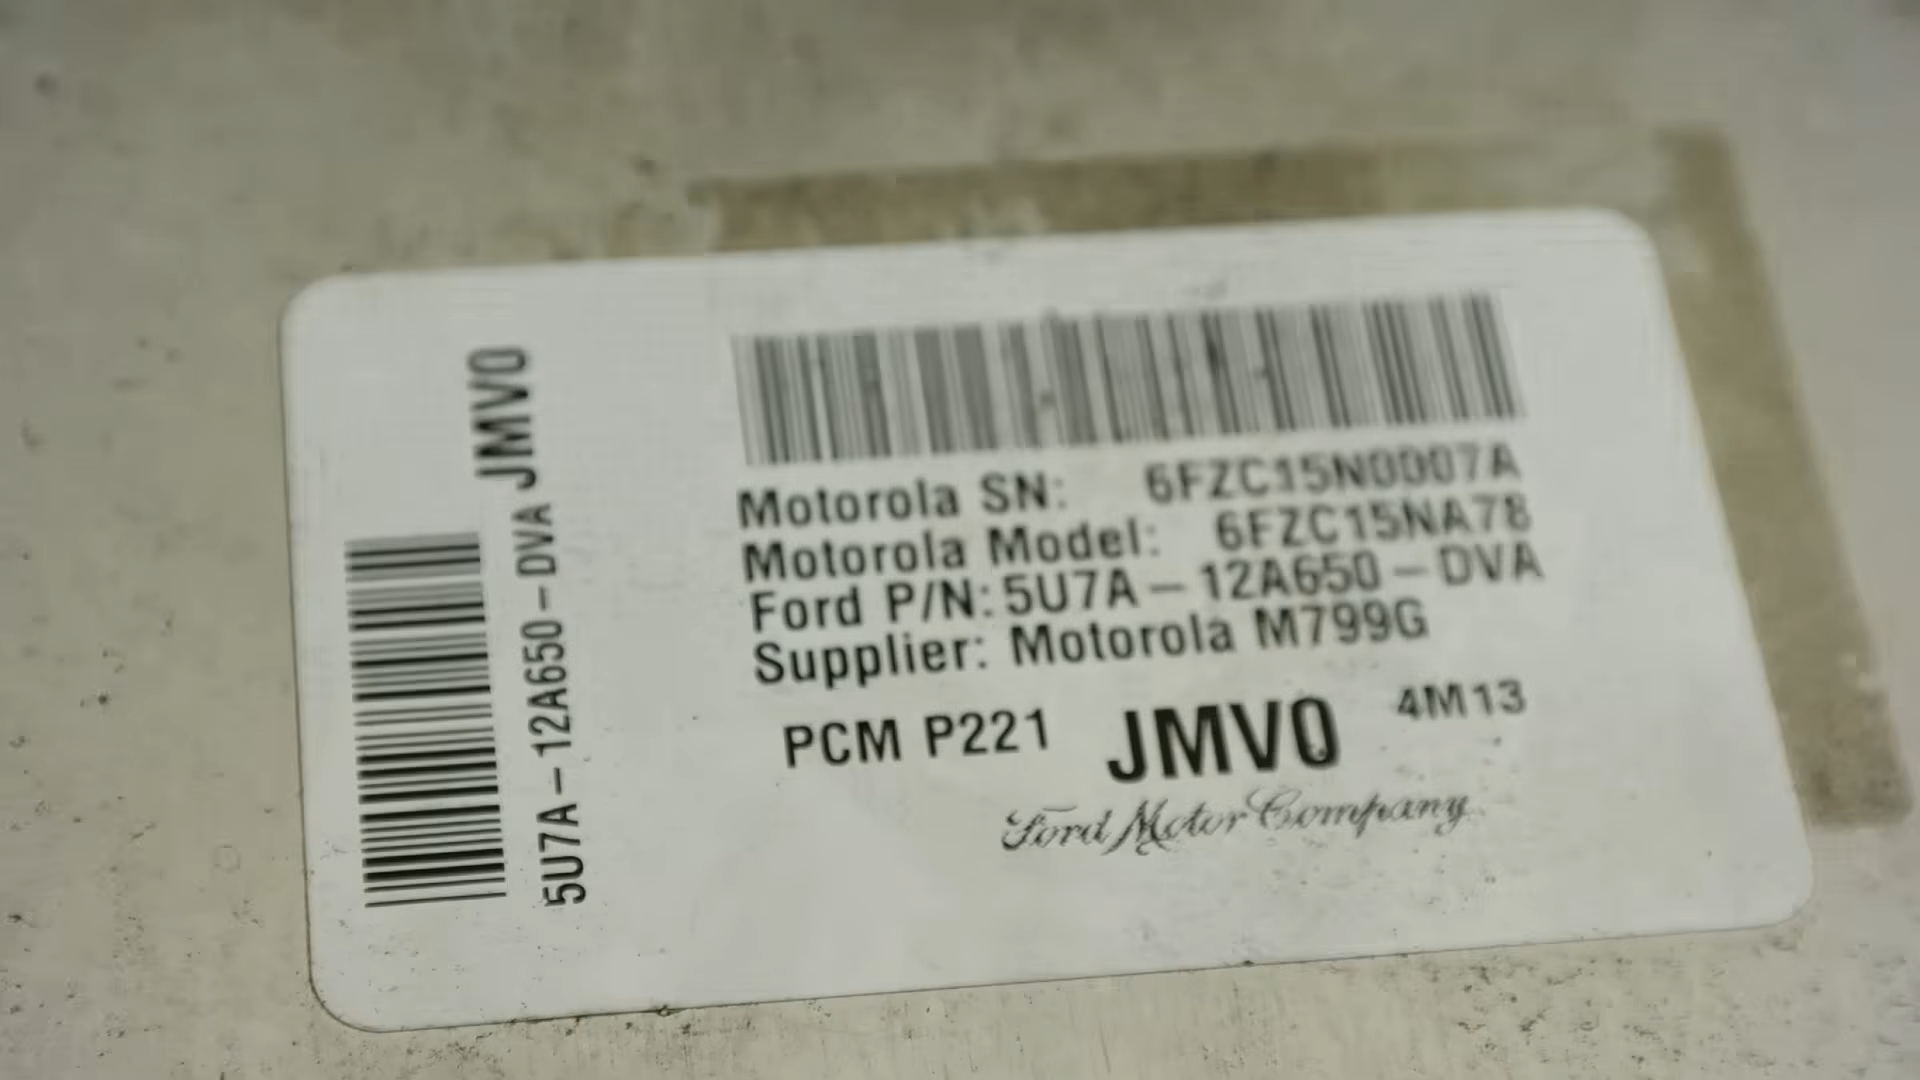 5U7A-12A650-DVA JMV0
Motorola SN: 6FZC15N0007A
Motorola Model: 6FZC15NA78
Ford P/N: 5U7A-12A650-DVA
Supplier: Motorola M799G
PCM P221 JMV0 4M13
Ford Motor Company